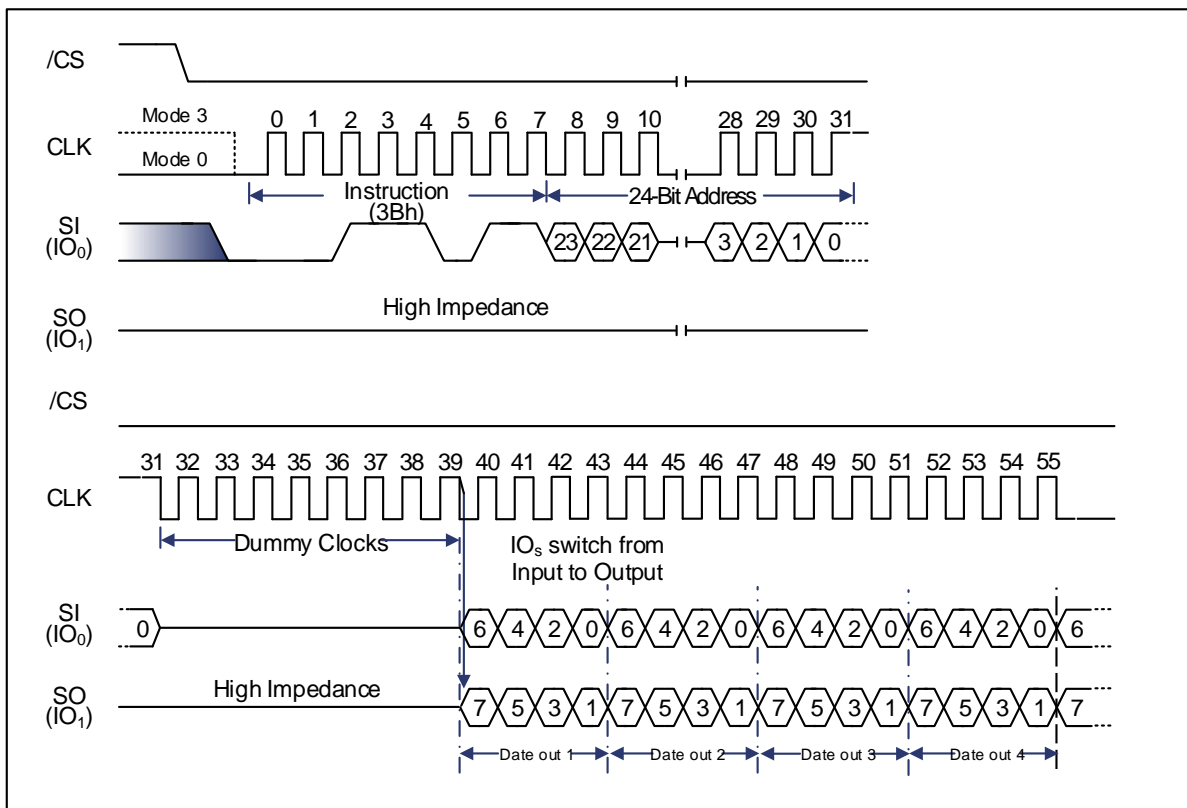 /CS
Mode 3
CLK
Mode 0
0 1 2 3 4 5 6 7 8 9 10 28 29 30 31
Instruction
(3Bh)
24-Bit Address
SI
(IO0)
23 22 21 3 2 1 0
High Impedance
SO
(IO1)
/CS
31 32 33 34 35 36 37 38 39 40 41 42 43 44 45 46 47 48 49 50 51 52 53 54 55
CLK
Dummy Clocks
IOs switch from
Input to Output
SI
(IO0)
0 6 4 2 0 6 4 2 0 6 4 2 0 6 4 2 0 6
SO
(IO1)
High Impedance
7 5 3 1 7 5 3 1 7 5 3 1 7 5 3 1 7
Date out 1 Date out 2 Date out 3 Date out 4